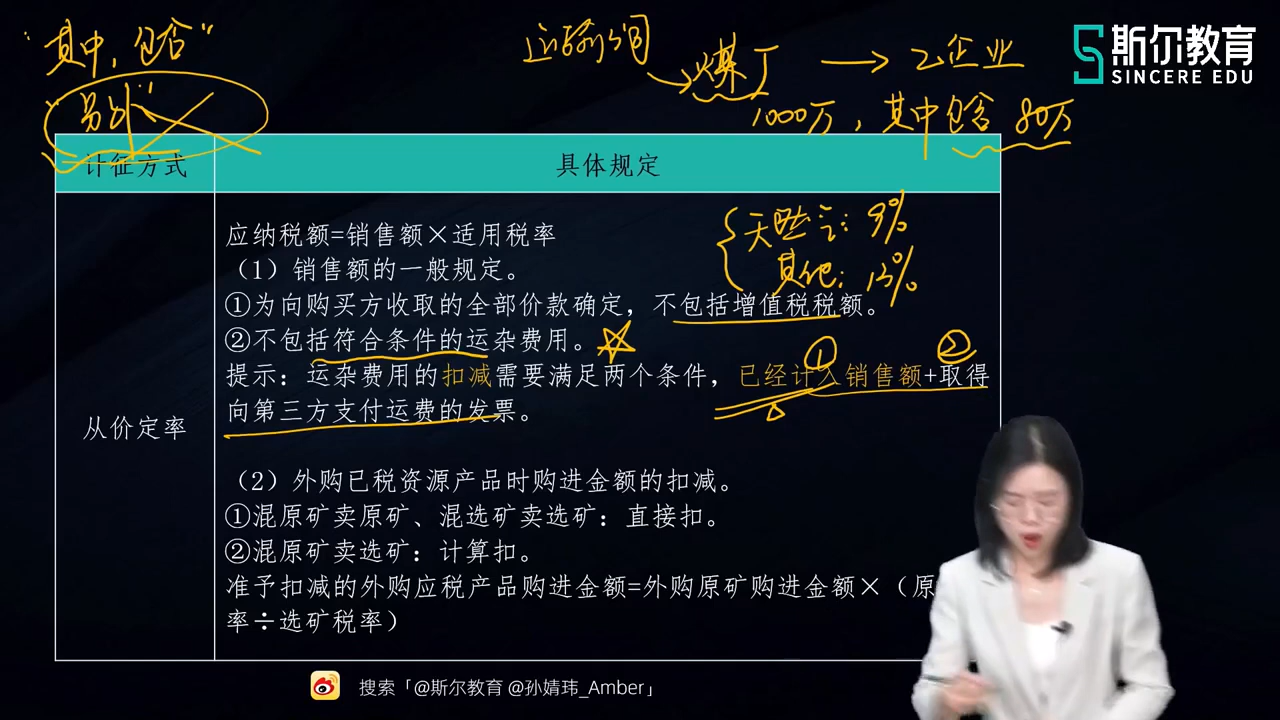 "其中,包含"
"另外"
运输公司
煤厂 → 乙企业
1000万,其中包含 80万
斯尔教育
SINCERE EDU
计征方式
具体规定
从价定率
应纳税额=销售额×适用税率
(1)销售额的一般规定。
①为向购买方收取的全部价款确定,不包括增值税税额。
②不包括符合条件的运杂费用。
提示:运杂费用的扣减需要满足两个条件,已经计入销售额+取得
向第三方支付运费的发票。
天然气:9%
其他:13%
①
②
(2)外购已税资源产品时购进金额的扣减。
①混原矿卖原矿、混选矿卖选矿:直接扣。
②混原矿卖选矿:计算扣。
准予扣减的外购应税产品购进金额=外购原矿购进金额×(原
率÷选矿税率)
搜索「@斯尔教育 @孙婧玮_Amber」